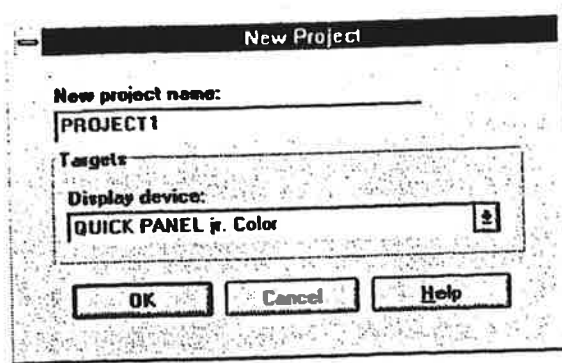 New Project
New project name:
PROJECT1
Targets
Display device:
QUICK PANEL jr. Color
OK Cancel Help